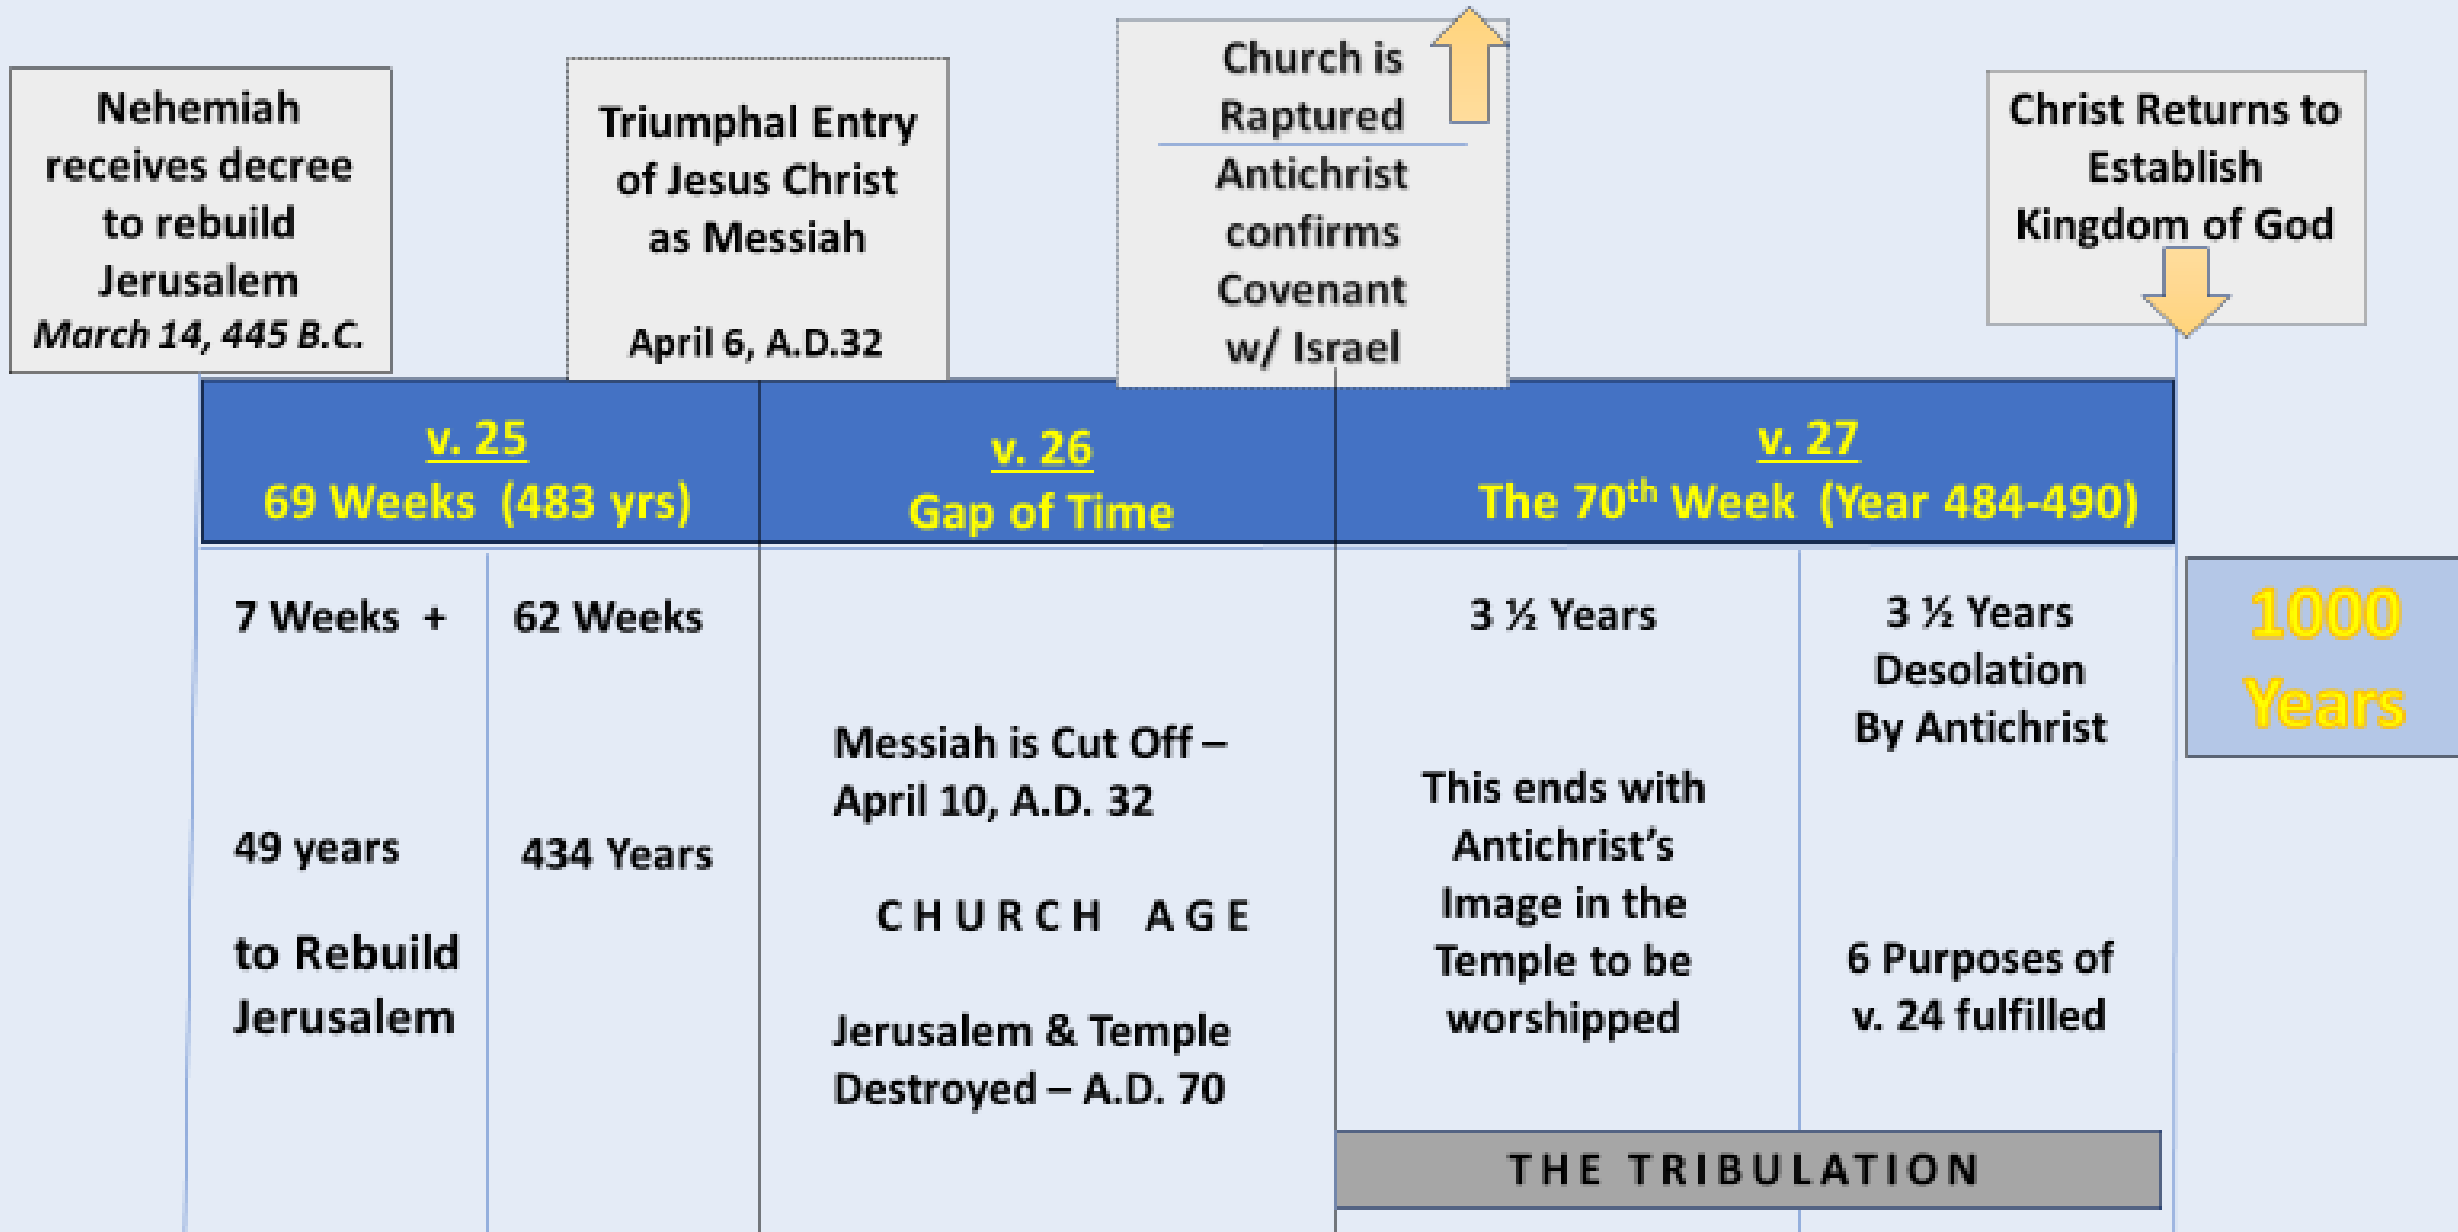 Nehemiah
receives decree
to rebuild
Jerusalem
March 14, 445 B.C.
Triumphal Entry
of Jesus Christ
as Messiah
April 6, A.D.32
Church is
Raptured
Antichrist
confirms
Covenant
w/ Israel
Christ Returns to
Establish
Kingdom of God
v. 25
69 Weeks (483 yrs)
v. 26
Gap of Time
v. 27
The 70th Week (Year 484-490)
7 Weeks +
49 years
to Rebuild
Jerusalem
62 Weeks
434 Years
Messiah is Cut Off –
April 10, A.D. 32
CHURCH AGE
Jerusalem & Temple
Destroyed – A.D. 70
3 ½ Years
This ends with
Antichrist’s
Image in the
Temple to be
worshipped
3 ½ Years
Desolation
By Antichrist
6 Purposes of
v. 24 fulfilled
THE TRIBULATION
1000
Years